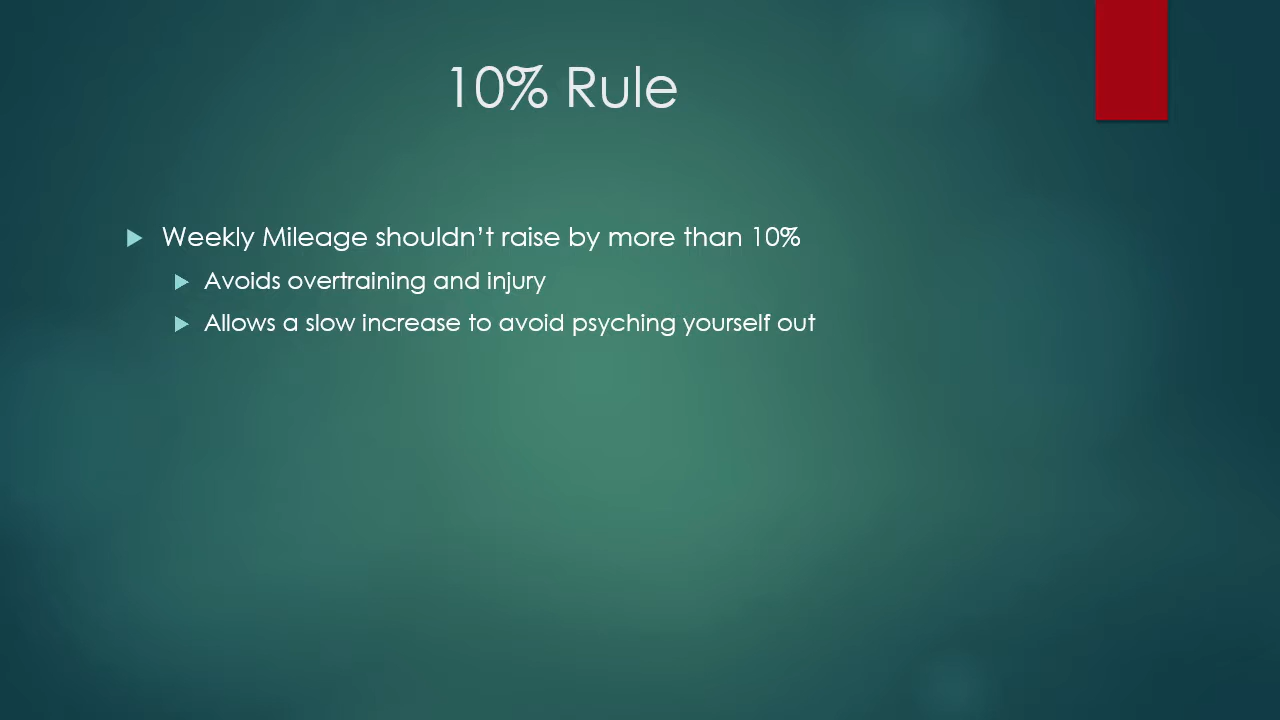 10% Rule
Weekly Mileage shouldn’t raise by more than 10%
Avoids overtraining and injury
Allows a slow increase to avoid psyching yourself out